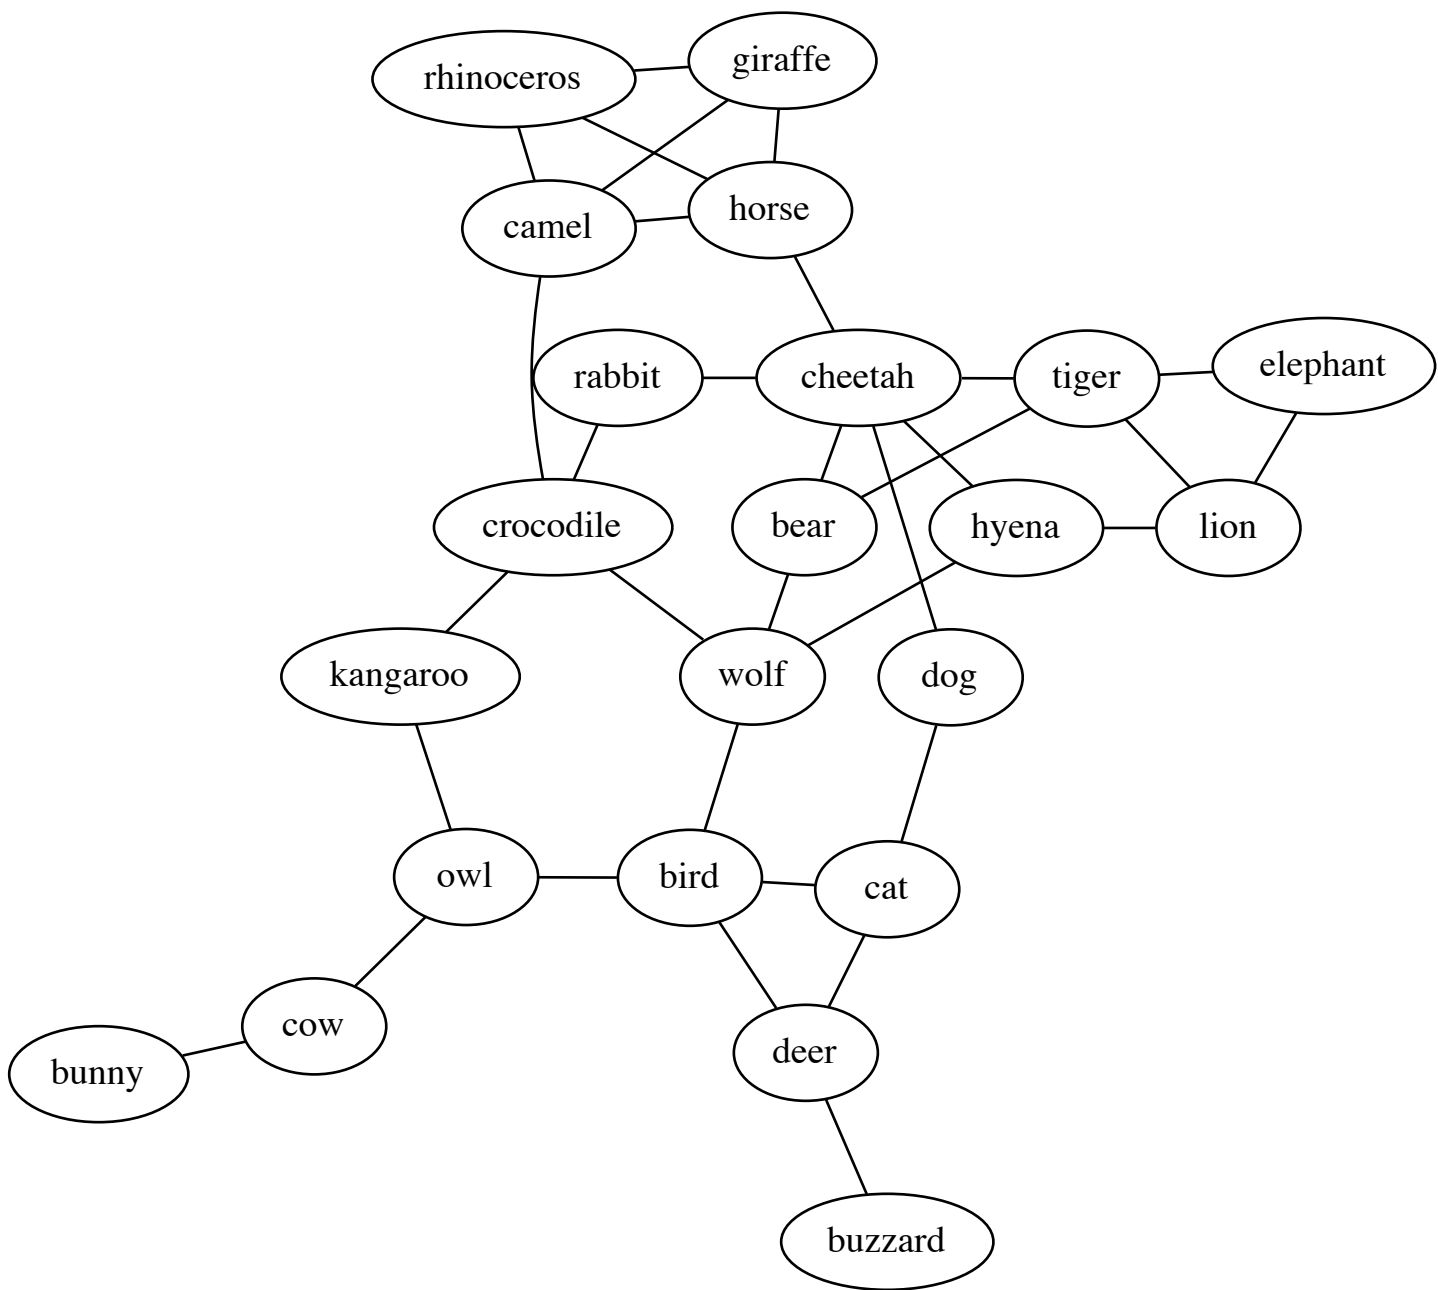 giraffe
rhinoceros
horse
camel
elephant
rabbit
cheetah
tiger
crocodile
bear
hyena
lion
kangaroo
wolf
dog
owl
bird
cat
cow
deer
bunny
buzzard